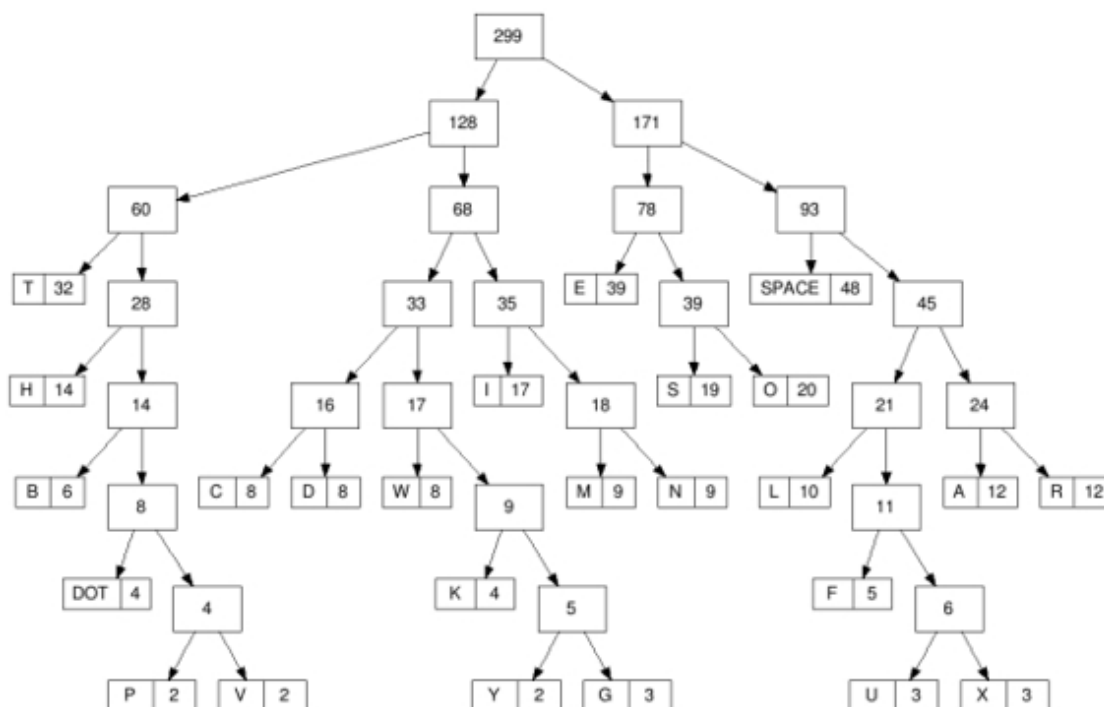 299
128 171
60 68 78 93
T 32 28 33 35 E 39 39 SPACE 48 45
H 14 14 16 17 I 17 18 S 19 O 20 21 24
B 6 8 C 8 D 8 W 8 9 M 9 N 9 L 10 11 A 12 R 12
DOT 4 4 K 4 5 F 5 6
P 2 V 2 Y 2 G 3 U 3 X 3